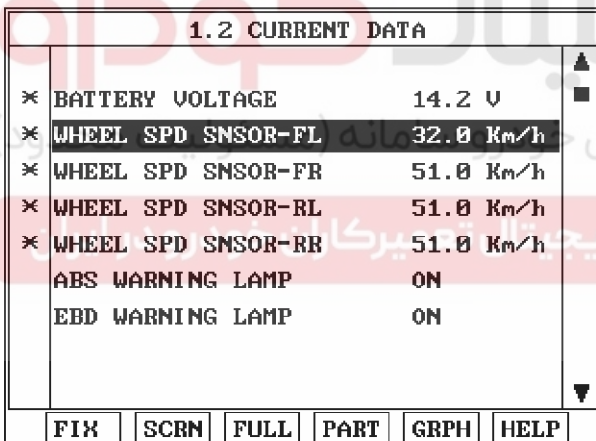 1.2 CURRENT DATA
× BATTERY VOLTAGE 14.2 V
× WHEEL SPD SNSOR-FL 32.0 Km/h
× WHEEL SPD SNSOR-FR 51.0 Km/h
× WHEEL SPD SNSOR-RL 51.0 Km/h
× WHEEL SPD SNSOR-RR 51.0 Km/h
ABS WARNING LAMP ON
EBD WARNING LAMP ON
FIX SCRN FULL PART GRPH HELP